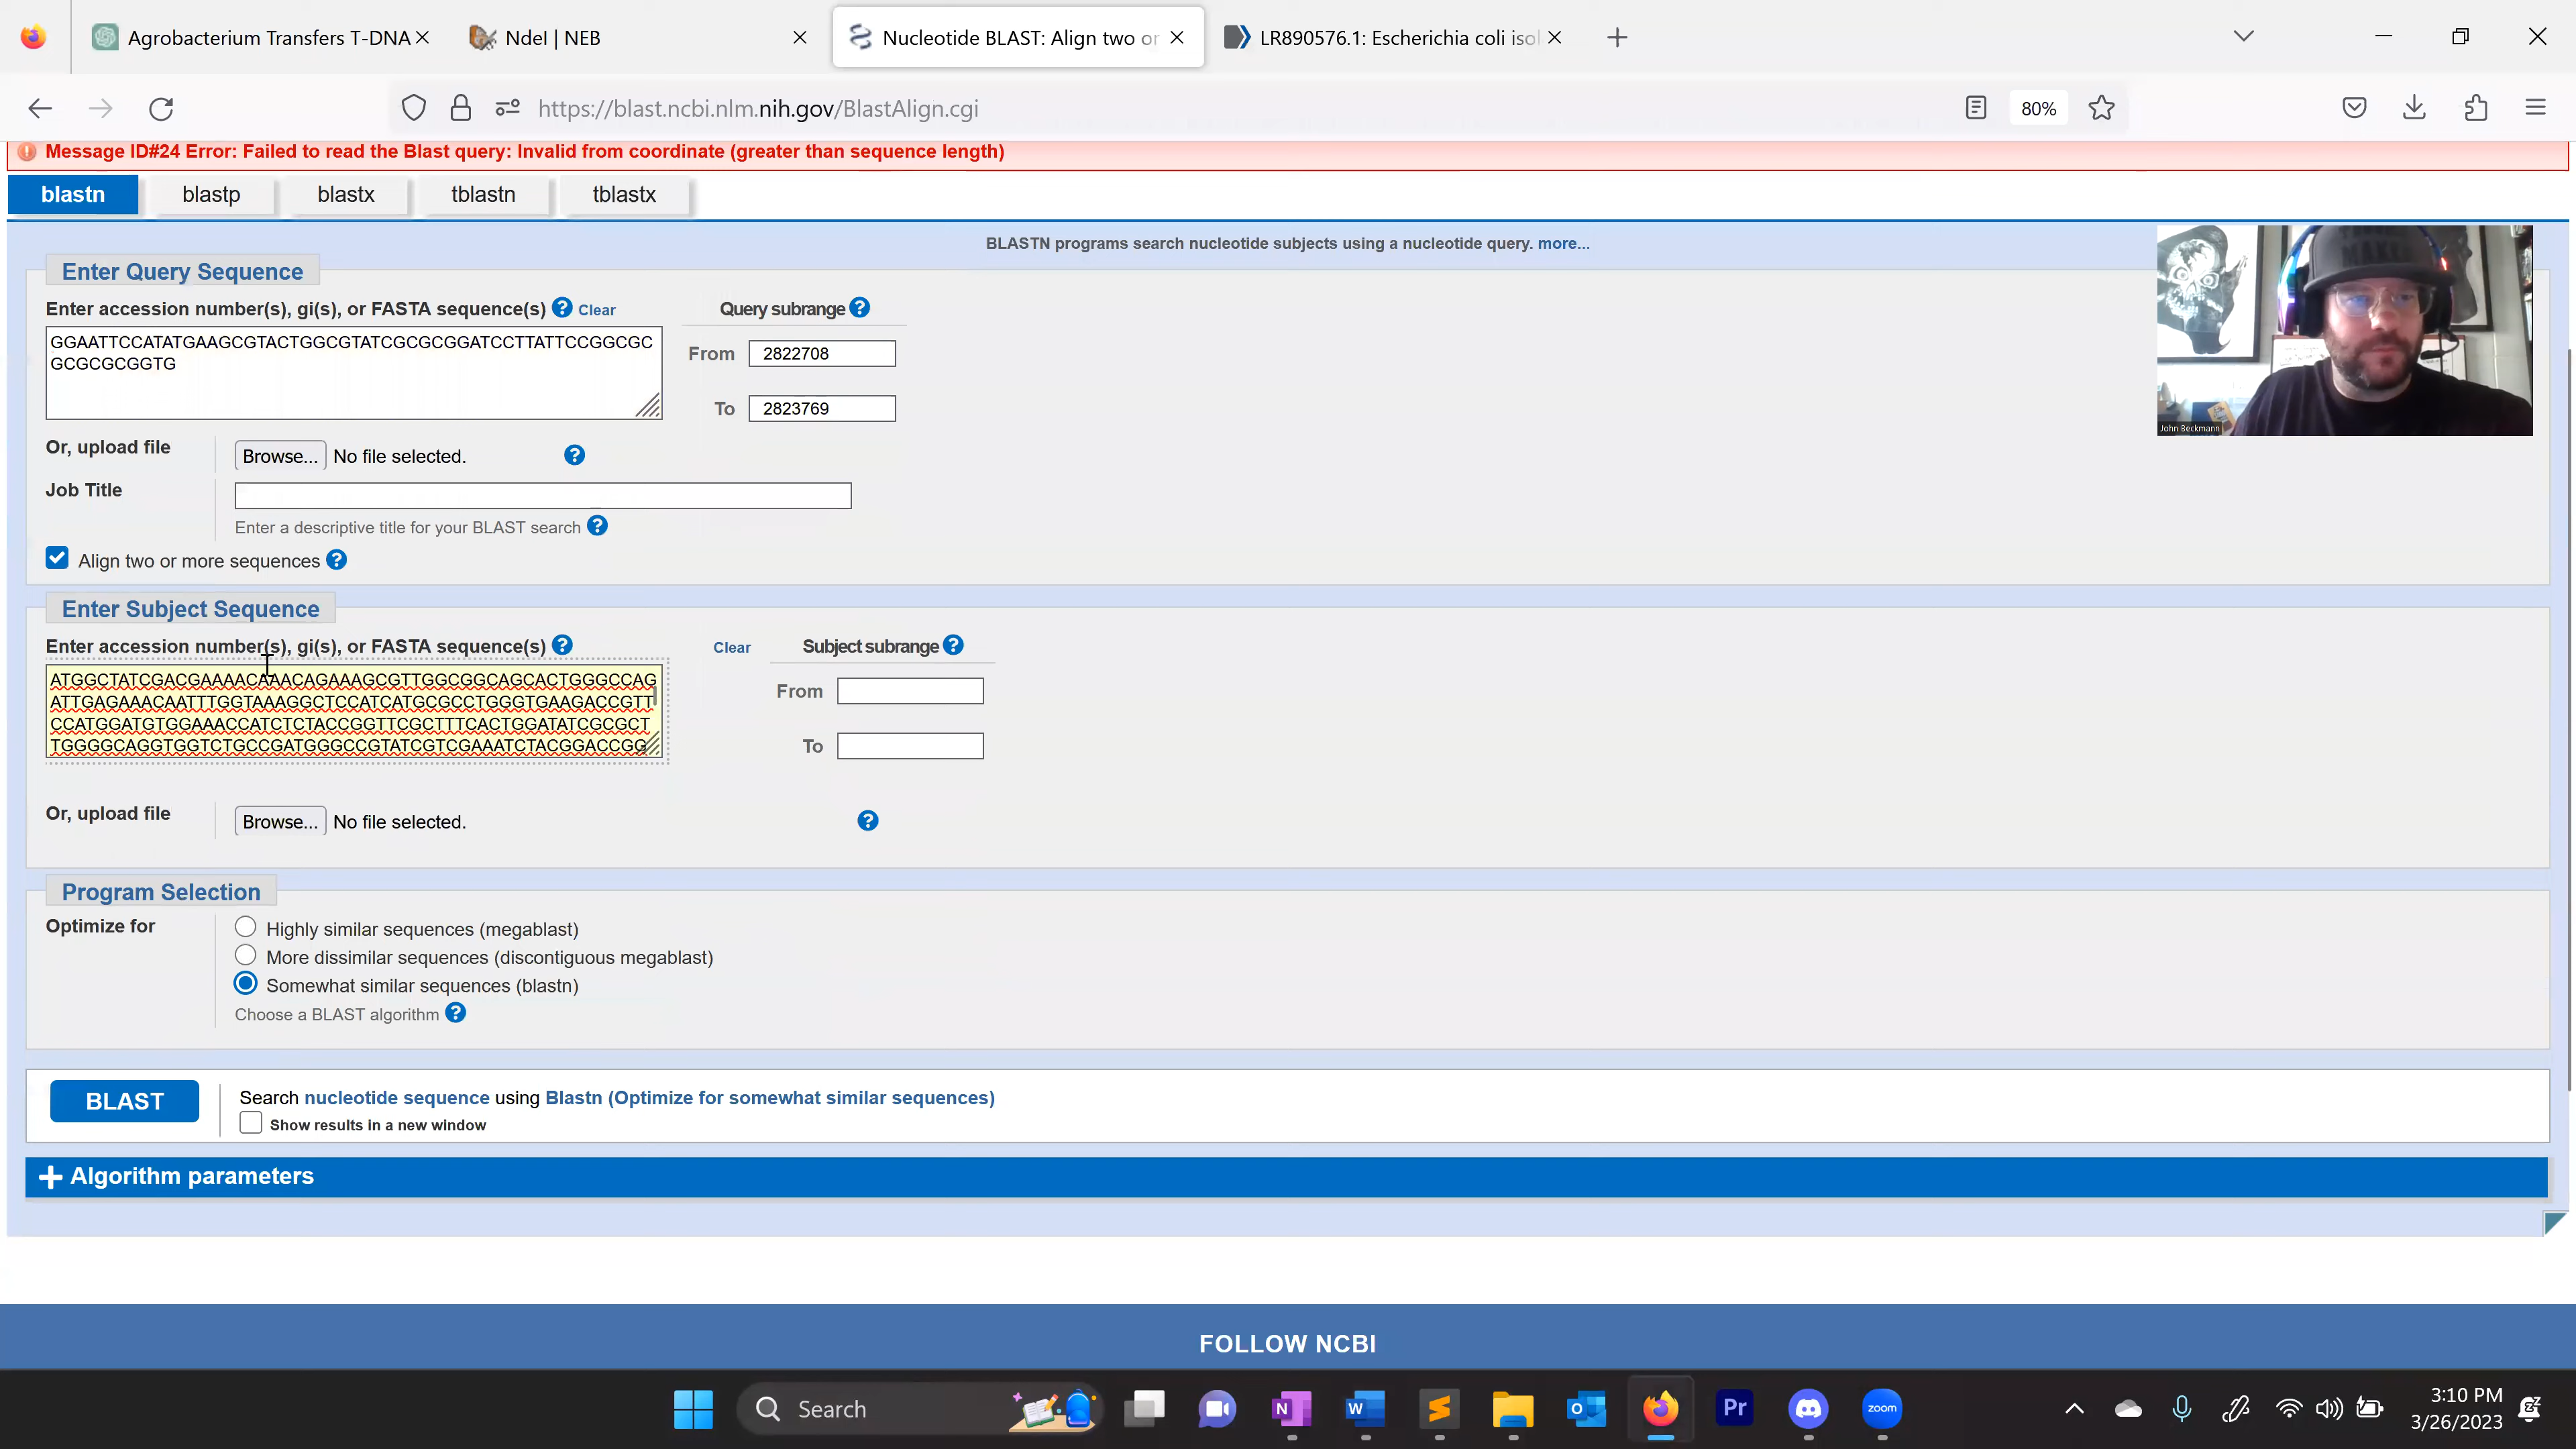 Agrobacterium Transfers T-DNA
NdeI | NEB
Nucleotide BLAST: Align two or
LR890576.1: Escherichia coli isol
https://blast.ncbi.nlm.nih.gov/BlastAlign.cgi
80%
Message ID#24 Error: Failed to read the Blast query: Invalid from coordinate (greater than sequence length)
blastn
blastp
blastx
tblastn
tblastx
BLASTN programs search nucleotide subjects using a nucleotide query. more...
Enter Query Sequence
Enter accession number(s), gi(s), or FASTA sequence(s) ? Clear
Query subrange ?
GGAATTCCATATGAAGCGTACTGGCGTATCGCGCGGATCCTTATTCCGGCGC
GCGCGCGGTG
From 2822708
To 2823769
John Beckmann
Or, upload file
Browse... No file selected. ?
Job Title
Enter a descriptive title for your BLAST search ?
Align two or more sequences ?
Enter Subject Sequence
Enter accession number(s), gi(s), or FASTA sequence(s) ?
Clear
Subject subrange ?
ATGGCTATCGACGAAAACAAACAGAAAGCGTTGGCGGCAGCACTGGGCCAG
ATTGAGAAACAATTTGGTAAAGGCTCCATCATGCGCCTGGGTGAAGACCGTT
CCATGGATGTGGAAACCATCTCTACCGGTTCGCTTTCACTGGATATCGCGCT
TGGGGCAGGTGGTCTGCCGATGGGCCGTATCGTCGAAATCTACGGACCGG
From
To
Or, upload file
Browse... No file selected. ?
Program Selection
Optimize for
Highly similar sequences (megablast)
More dissimilar sequences (discontiguous megablast)
Somewhat similar sequences (blastn)
Choose a BLAST algorithm ?
BLAST
Search nucleotide sequence using Blastn (Optimize for somewhat similar sequences)
Show results in a new window
Algorithm parameters
FOLLOW NCBI
Search
N
W
O
Pr
zoom
3:10 PM
3/26/2023